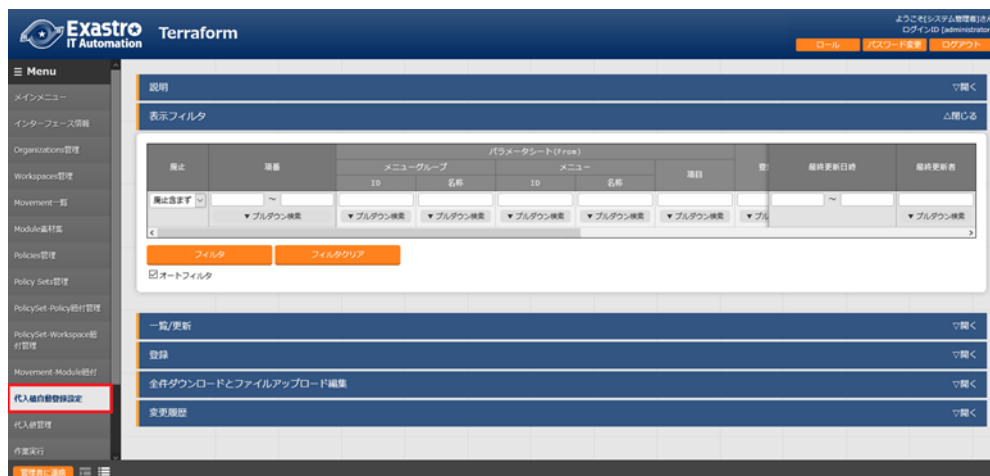 Exastro
IT Automation
Terraform
ようこそ[システム管理者]さん
ログインID [administrator
ロール
パスワード変更
ログアウト
≡ Menu
メインメニュー
インターフェース情報
Organizations管理
Workspaces管理
Movement一覧
Module素材集
Policies管理
Policy Sets管理
PolicySet-Policy紐付管理
PolicySet-Workspace紐
付管理
Movement-Module紐付
代入値自動登録設定
代入値管理
作業実行
管理者に連絡
説明
▽開く
表示フィルタ
△閉じる
パラメータシート(From)
廃止
項番
メニューグループ
メニュー
項目
登
最終更新日時
最終更新者
ID
名称
ID
名称
廃止含まず
~
~
▼ プルダウン検索
▼ プルダウン検索
▼ プルダウン検索
▼ プルダウン検索
▼ プルダウン検索
▼ プルダウン検索
▼ プル
▼ プルダウン検索
フィルタ
フィルタクリア
オートフィルタ
一覧/更新
▽開く
登録
▽開く
全件ダウンロードとファイルアップロード編集
▽開く
変更履歴
▽開く